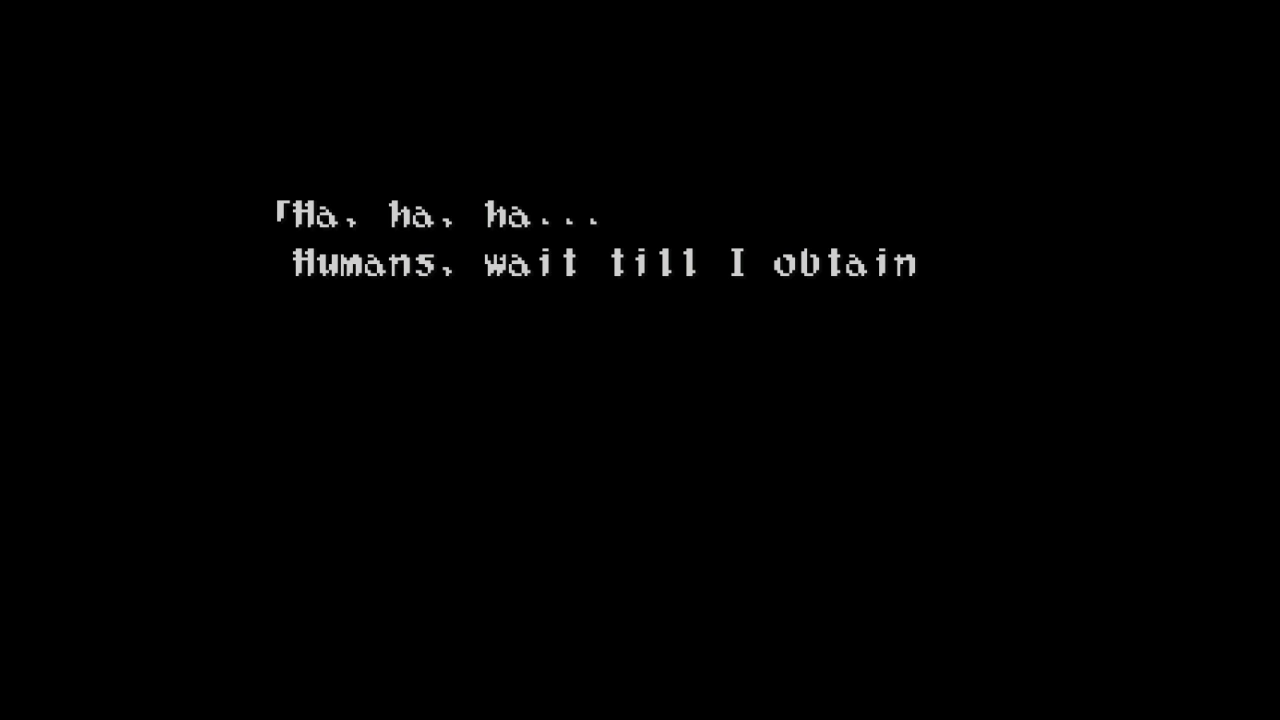 「Ha, ha, ha...
Humans, wait till I obtain